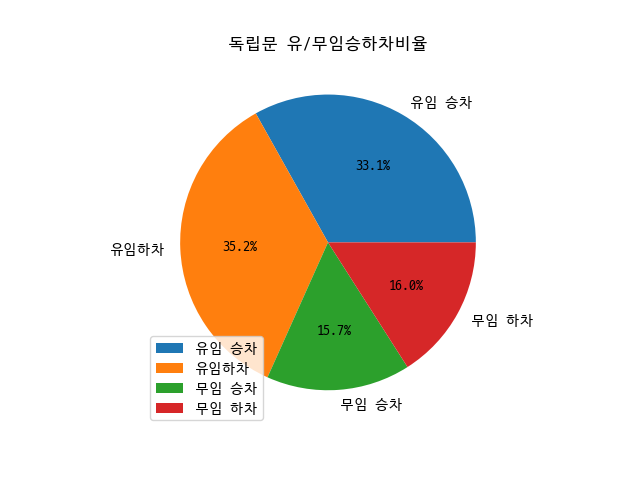 독립문 유/무임승하차비율
유임 승차
33.1%
유임하차
35.2%
16.0%
무임 하차
15.7%
무임 승차
유임 승차
유임하차
무임 승차
무임 하차